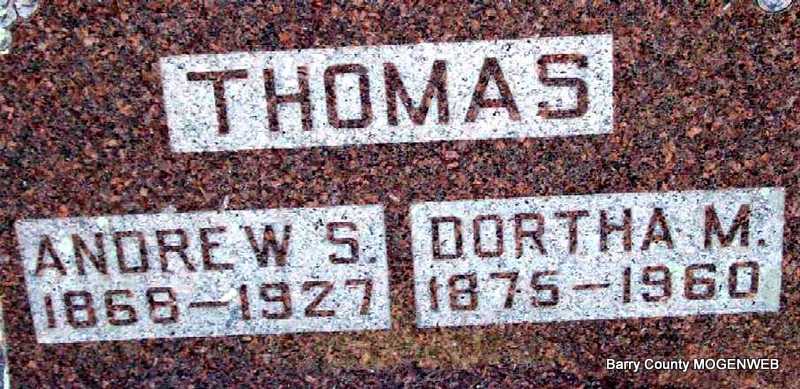 THOMAS
ANDREW S.
1868–1927
DORTHA M.
1875–1960
Barry County MOGENWEB